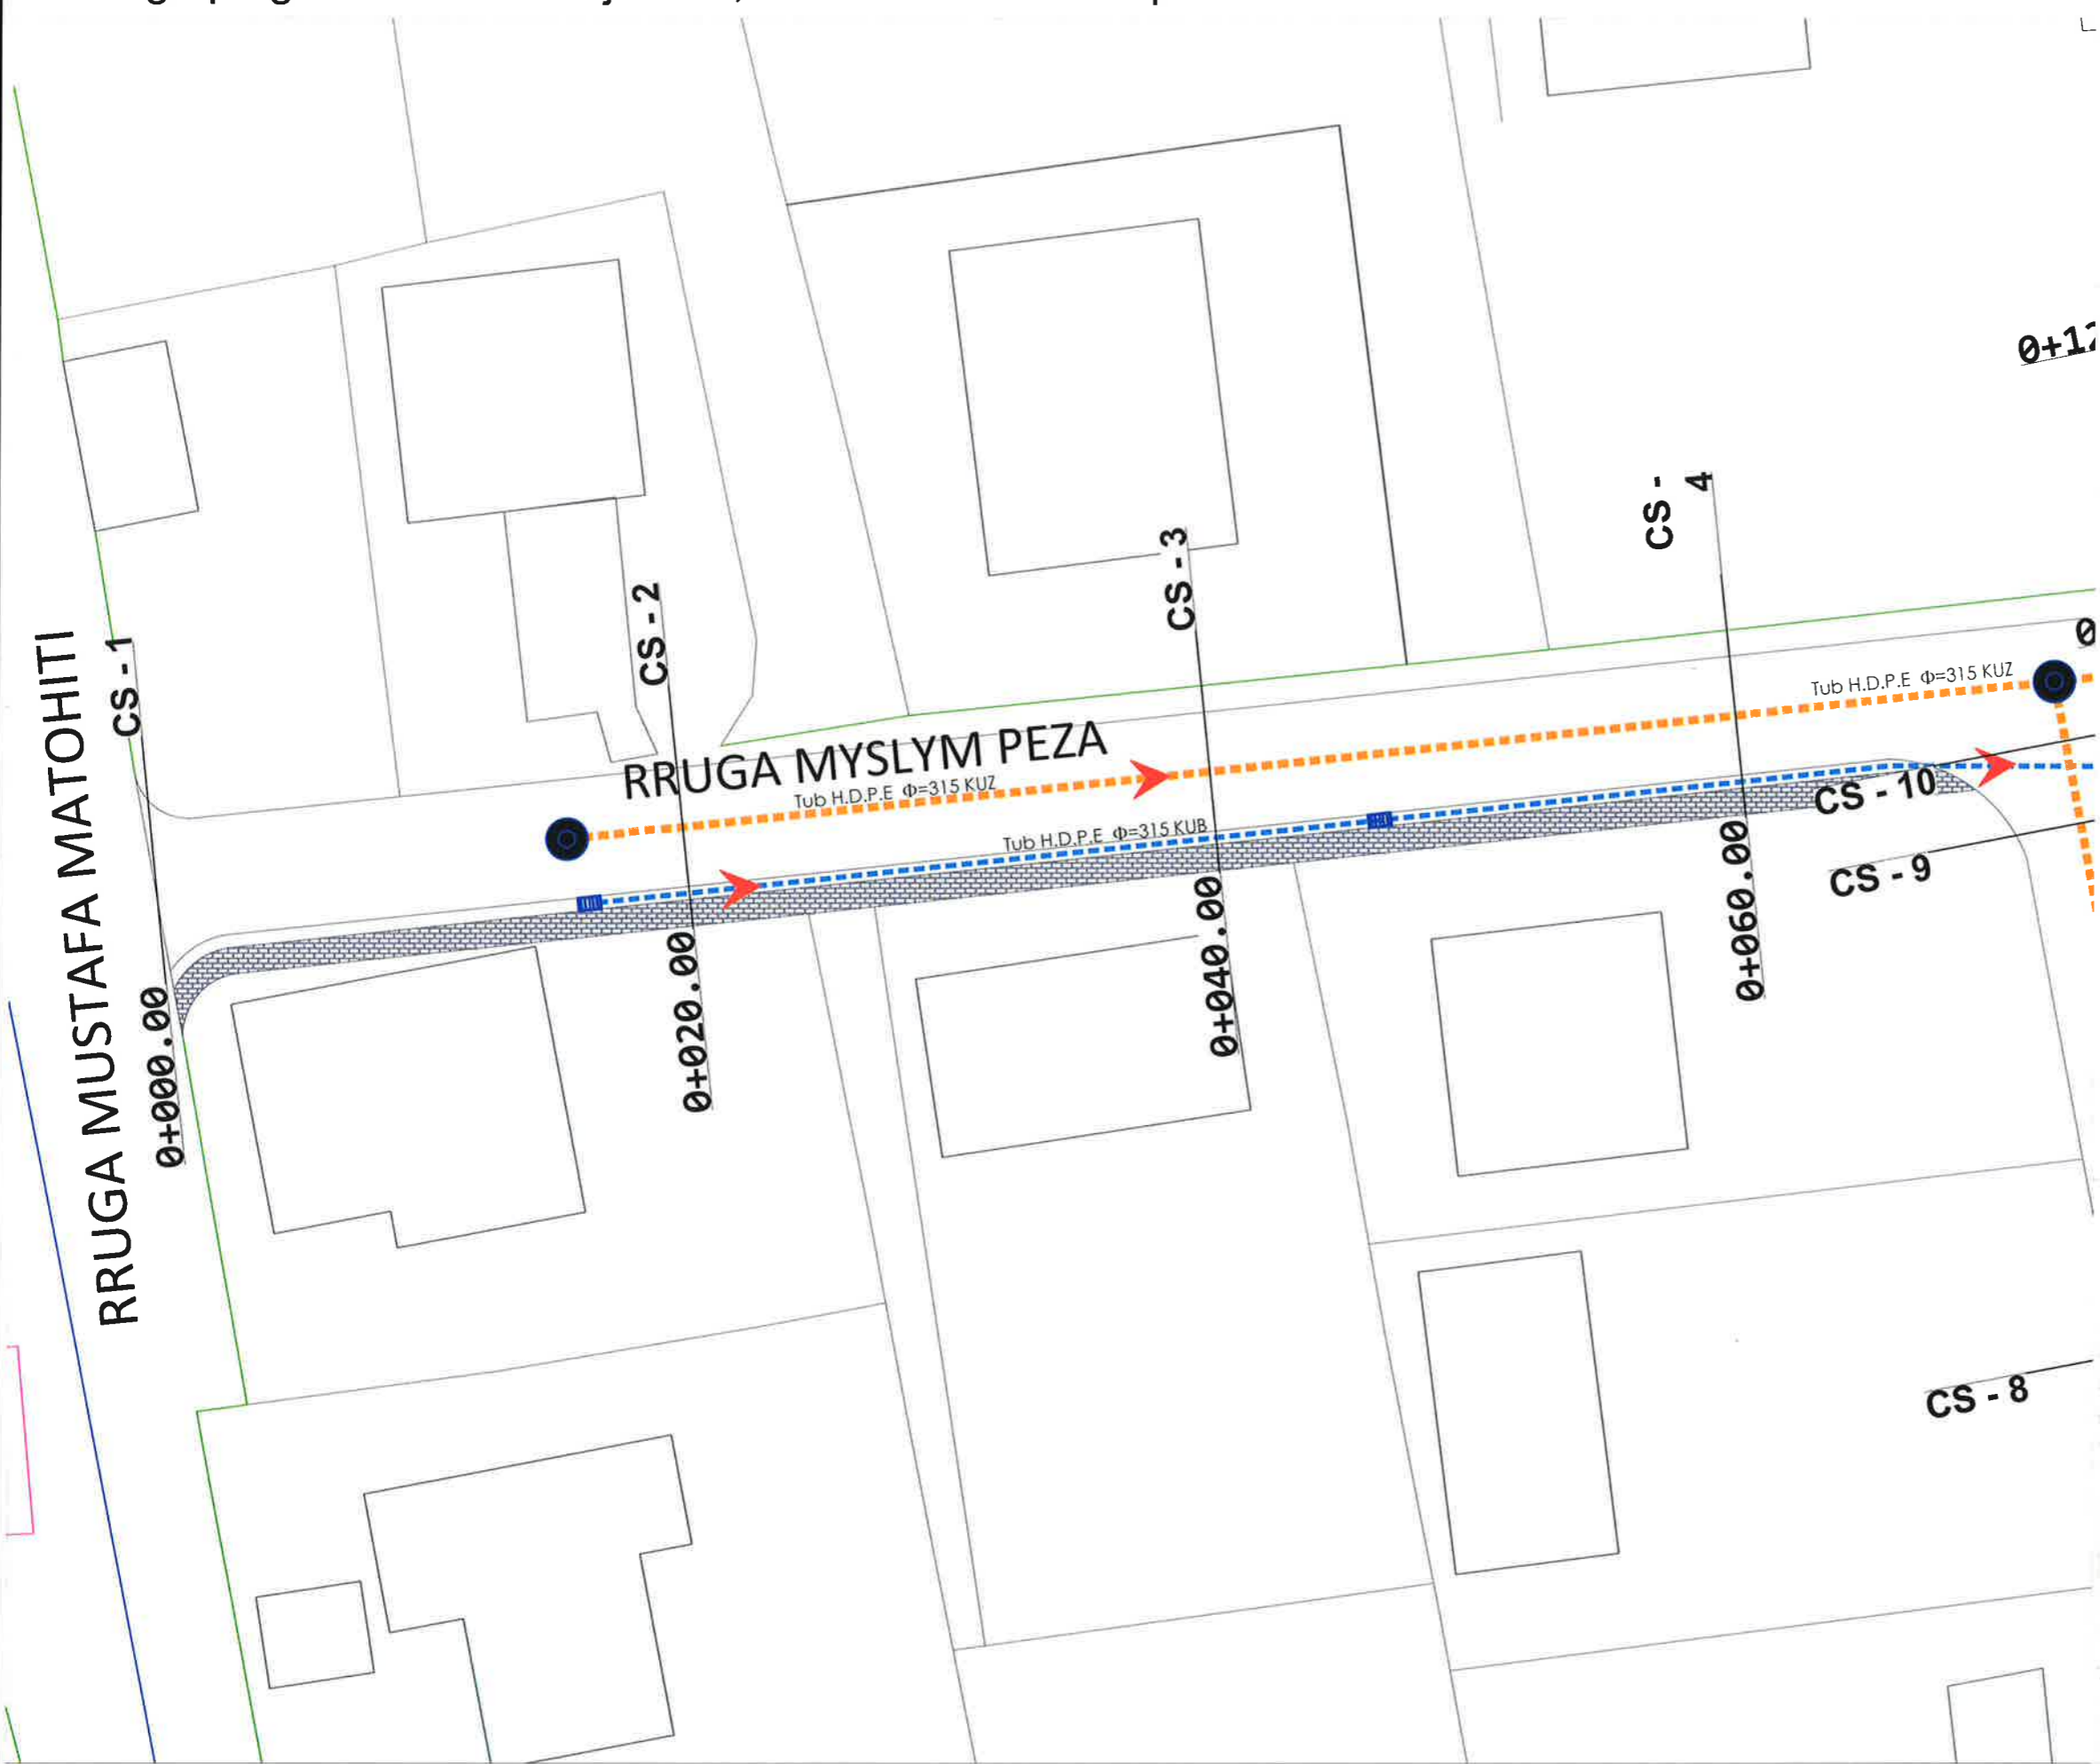 CS - 1
RRUGA MUSTAFA MATOHITI
0+000.00
CS - 2
0+020.00
RRUGA MYSLYM PEZA
Tub H.D.P.E Φ=315 KUZ
Tub H.D.P.E Φ=315 KUB
CS - 3
0+040.00
CS -
4
0+060.00
Tub H.D.P.E Φ=315 KUZ
CS - 10
CS - 9
CS - 8